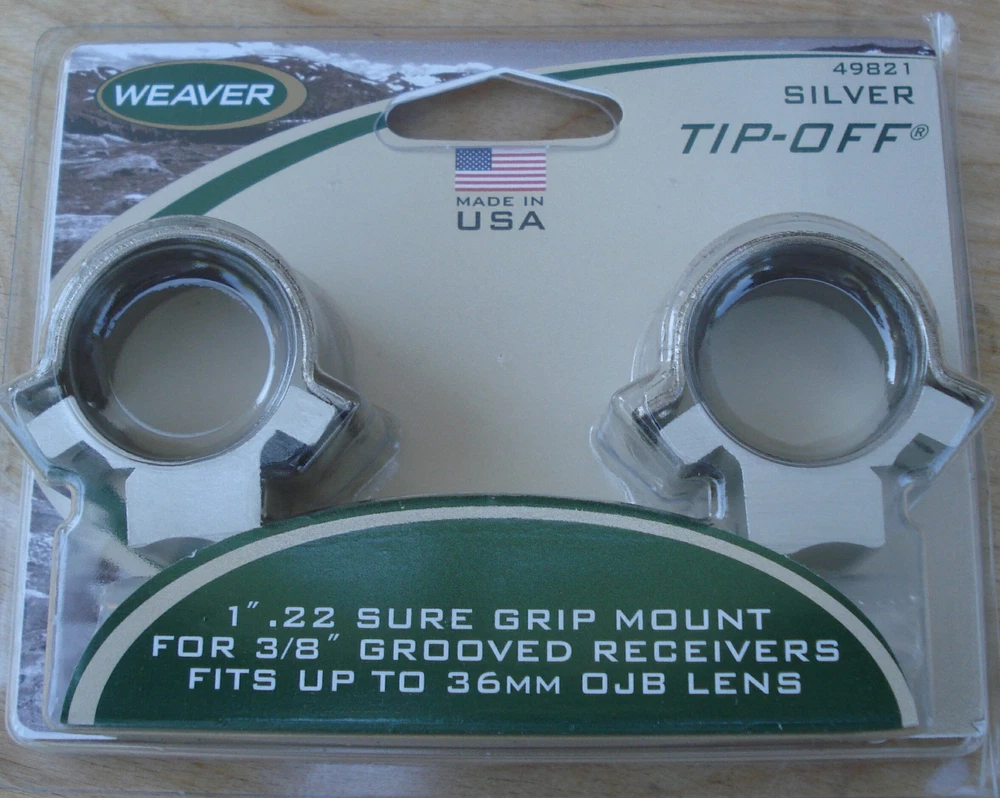 WEAVER
49821
SILVER
TIP-OFF®
MADE IN
USA
1" .22 SURE GRIP MOUNT
FOR 3/8" GROOVED RECEIVERS
FITS UP TO 36MM OJB LENS